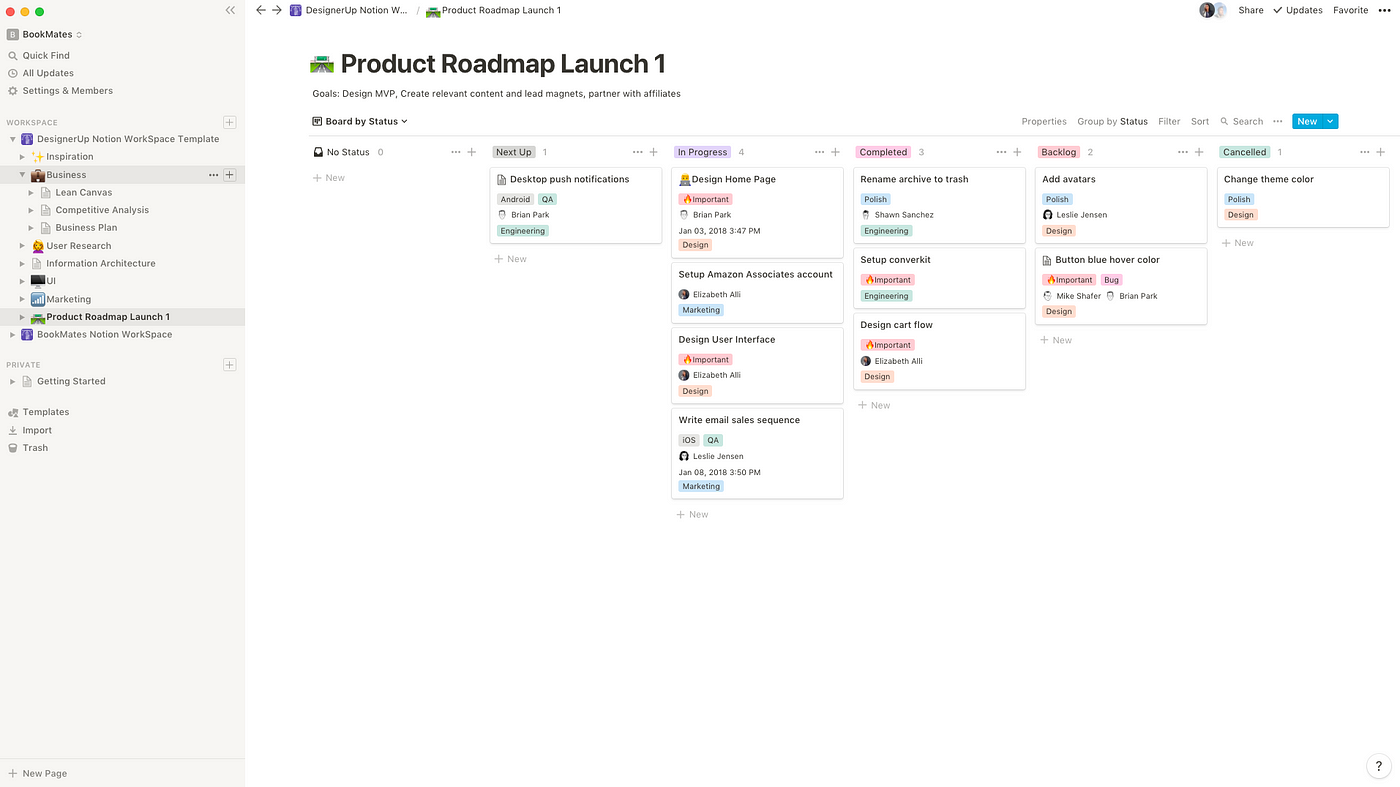 BookMates
Quick Find
All Updates
Settings & Members
WORKSPACE
DesignerUp Notion WorkSpace Template
Inspiration
Business
Lean Canvas
Competitive Analysis
Business Plan
User Research
Information Architecture
UI
Marketing
Product Roadmap Launch 1
BookMates Notion WorkSpace
PRIVATE
Getting Started
Templates
Import
Trash
New Page
DesignerUp Notion W... / Product Roadmap Launch 1
Share Updates Favorite
Product Roadmap Launch 1
Goals: Design MVP, Create relevant content and lead magnets, partner with affiliates
Board by Status
Properties Group by Status Filter Sort Search New
No Status 0
New
Next Up 1
Desktop push notifications
Android QA
Brian Park
Engineering
New
In Progress 4
Design Home Page
Important
Brian Park
Jan 03, 2018 3:47 PM
Design
Setup Amazon Associates account
Elizabeth Alli
Marketing
Design User Interface
Important
Elizabeth Alli
Design
Write email sales sequence
iOS QA
Leslie Jensen
Jan 08, 2018 3:50 PM
Marketing
New
Completed 3
Rename archive to trash
Polish
Shawn Sanchez
Engineering
Setup converkit
Important
Engineering
Design cart flow
Important
Elizabeth Alli
Design
New
Backlog 2
Add avatars
Polish
Leslie Jensen
Design
Button blue hover color
Important Bug
Mike Shafer Brian Park
Design
New
Cancelled 1
Change theme color
Polish
Design
New
?